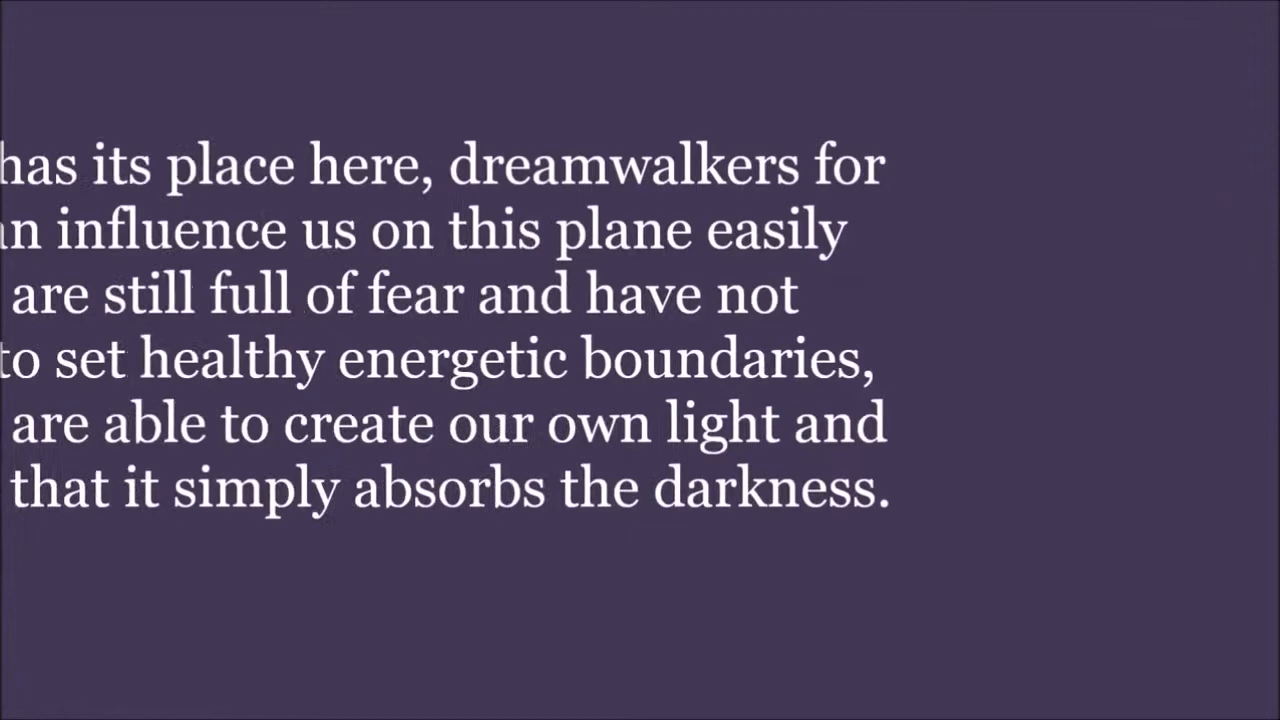 has its place here, dreamwalkers for
influence us on this plane easily
are still full of fear and have not
to set healthy energetic boundaries,
are able to create our own light and
that it simply absorbs the darkness.